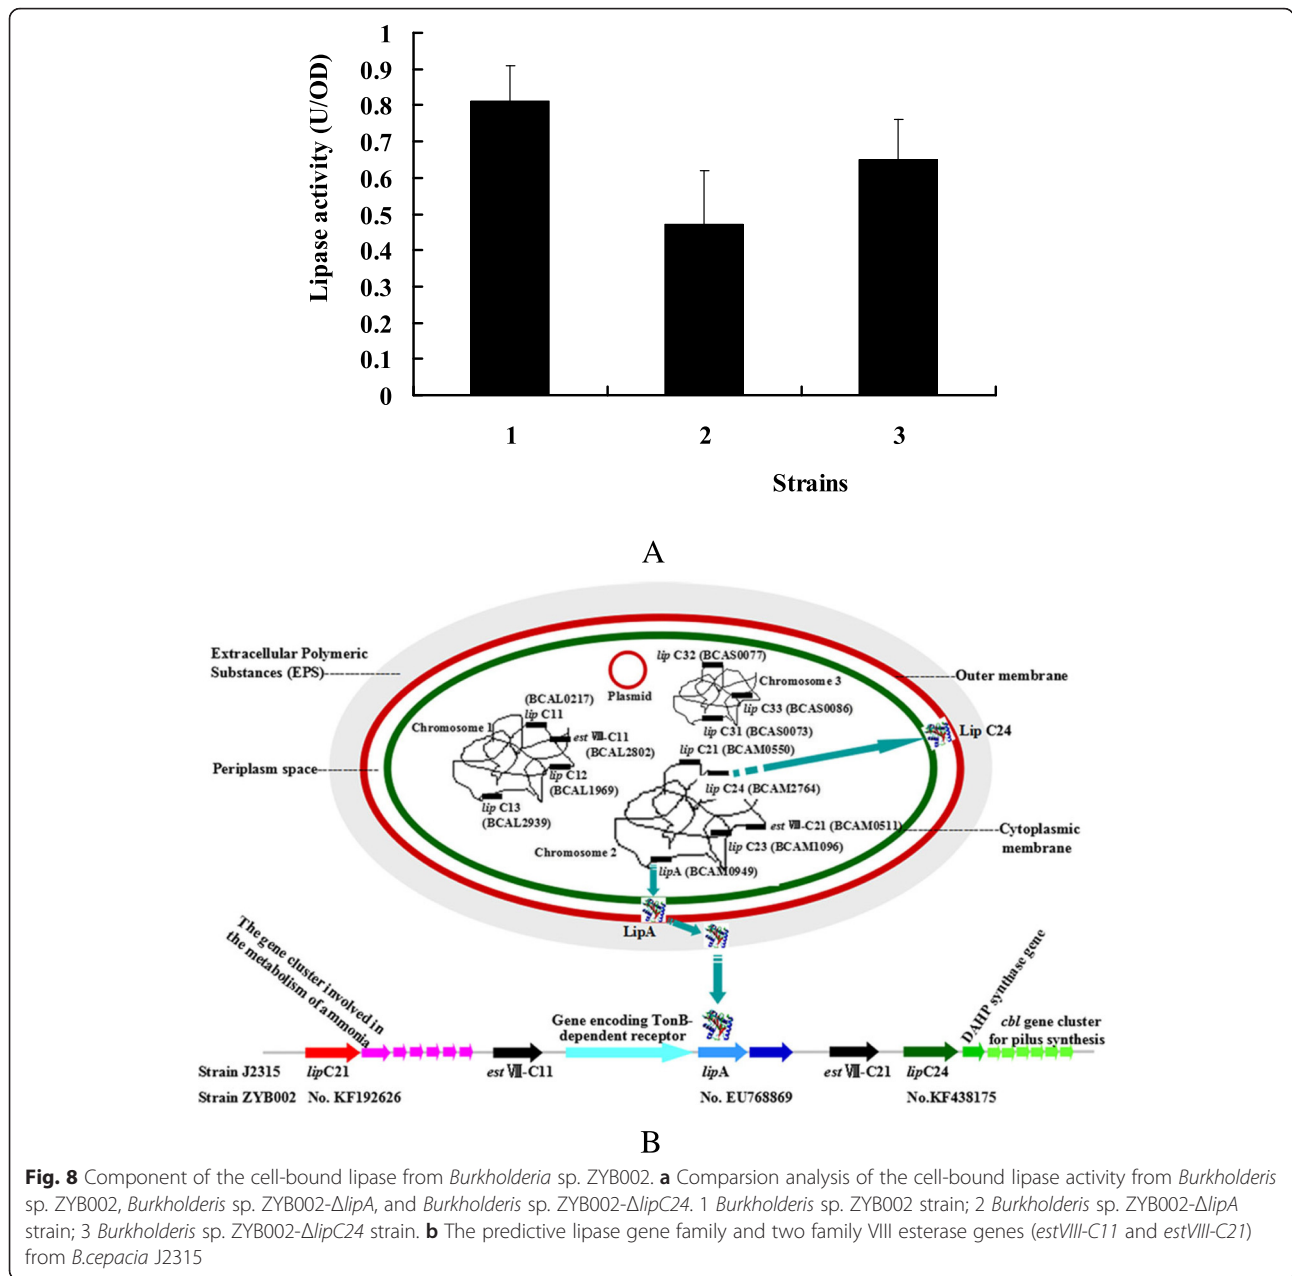 1
0.9
0.8
0.7
0.6
0.5
0.4
0.3
0.2
0.1
0
Lipase activity (U/OD)
1 2 3
Strains
A
Extracellular Polymeric
Substances (EPS)
Periplasm space
Plasmid
lip C32 (BCAS0077)
Chromosome 3
lip C33 (BCAS0086)
lip C31 (BCAS0073)
Outer membrane
Lip C24
(BCAL0217)
lip C11
Chromosome 1
est Ⅷ-C11
(BCAL2802)
lip C12
(BCAL1969)
lip C13
(BCAL2939)
lip C21 (BCAM0550)
lip C24 (BCAM2764)
est Ⅷ-C21 (BCAM0511)
lip C23 (BCAM1096)
Chromosome 2
lipA (BCAM0949)
Cytoplasmic
membrane
LipA
The gene cluster involved in
the metabolism of ammonia
Gene encoding TonB-
dependent receptor
DAHP synthase gene
cbl gene cluster
for pilus synthesis
Strain J2315 lipC21 est Ⅷ-C11 lipA est Ⅷ-C21 lipC24
Strain ZYB002 No. KF192626 No. EU768869 No.KF438175
B
Fig. 8 Component of the cell-bound lipase from Burkholderia sp. ZYB002. a Comparsion analysis of the cell-bound lipase activity from Burkholderis
sp. ZYB002, Burkholderis sp. ZYB002-ΔlipA, and Burkholderis sp. ZYB002-ΔlipC24. 1 Burkholderis sp. ZYB002 strain; 2 Burkholderis sp. ZYB002-ΔlipA
strain; 3 Burkholderis sp. ZYB002-ΔlipC24 strain. b The predictive lipase gene family and two family VIII esterase genes (estVIII-C11 and estVIII-C21)
from B.cepacia J2315